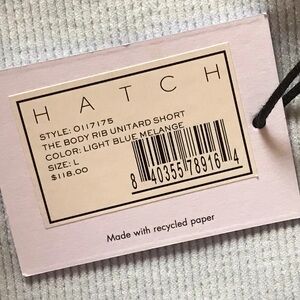 HATCH
STYLE: 0117175
THE BODY RIB UNITARD SHORT
COLOR: LIGHT BLUE MELANGE
SIZE: L
$118.00
8 40355 78916 4
Made with recycled paper